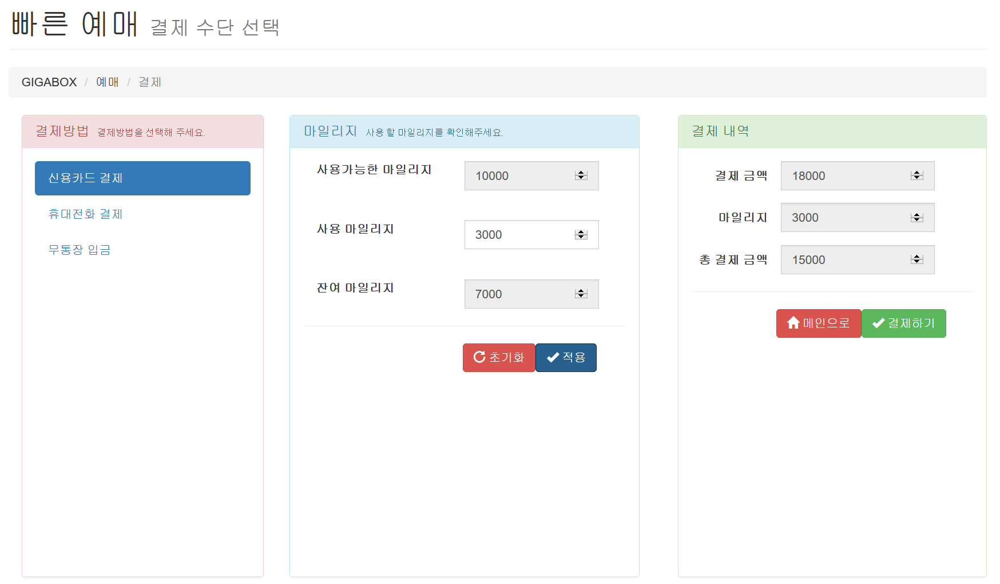 빠른 예매 결제 수단 선택
GIGABOX / 예매 / 결제
결제방법 결제방법을 선택해 주세요.
신용카드 결제
휴대전화 결제
무통장 입금
마일리지 사용 할 마일리지를 확인해주세요.
사용가능한 마일리지 10000
사용 마일리지 3000
잔여 마일리지 7000
초기화 적용
결제 내역
결제 금액 18000
마일리지 3000
총 결제 금액 15000
메인으로 결제하기